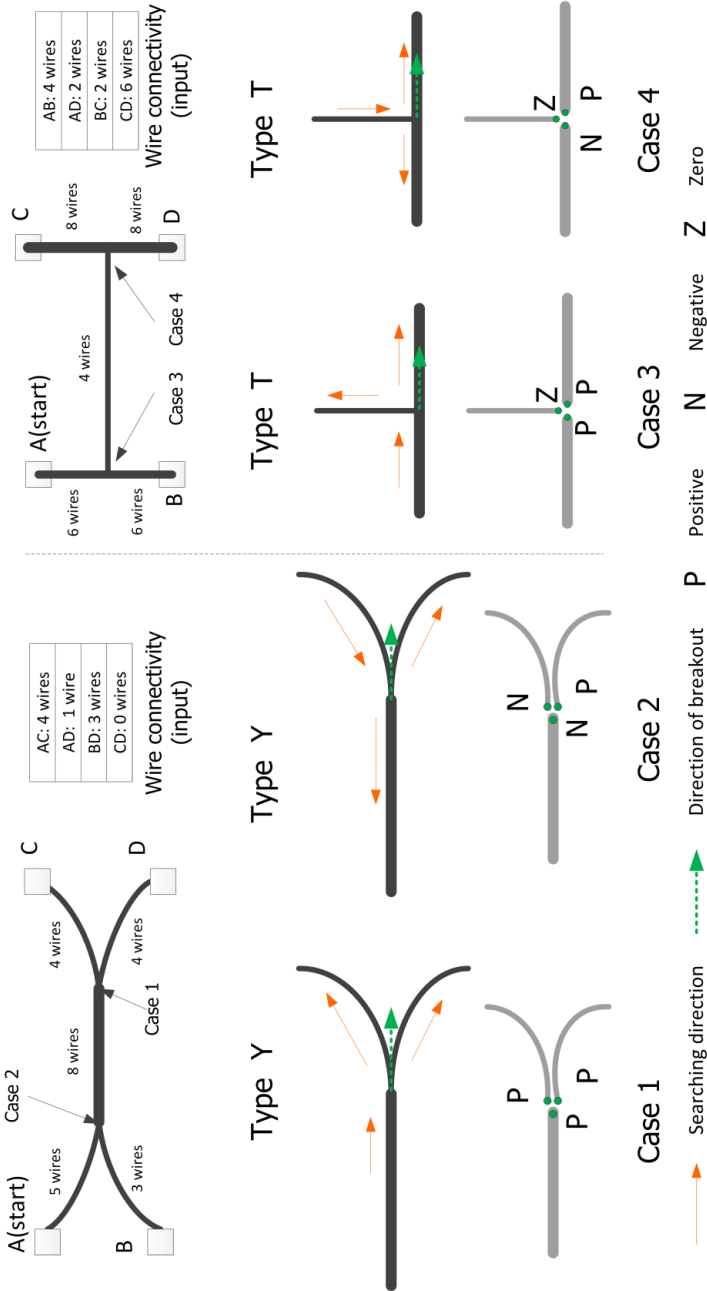 A(start)
B
C
D
5 wires
3 wires
8 wires
4 wires
4 wires
Case 2
Case 1
AC: 4 wires
AD: 1 wire
BD: 3 wires
CD: 0 wires
Wire connectivity
(input)
A(start)
B
C
D
6 wires
6 wires
4 wires
8 wires
8 wires
Case 3
Case 4
AB: 4 wires
AD: 2 wires
BC: 2 wires
CD: 6 wires
Wire connectivity
(input)
Type Y
Type Y
Type T
Type T
P
P
P
N
N
P
Z
P
P
Z
N
P
Case 1
Case 2
Case 3
Case 4
Searching direction
Direction of breakout
P Positive
N Negative
Z Zero